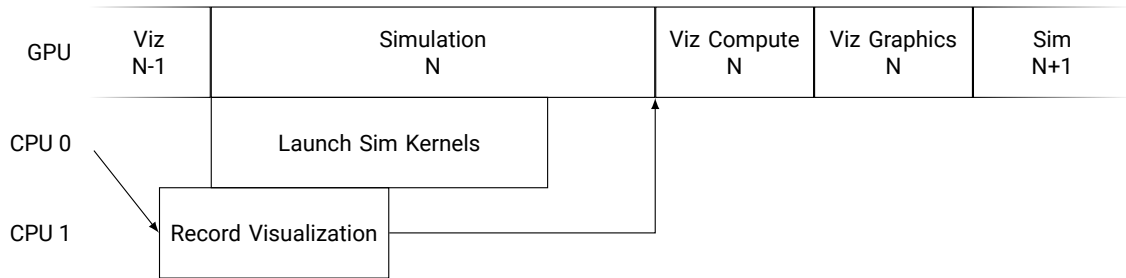 GPU
Viz
N-1
Simulation
N
Viz Compute
N
Viz Graphics
N
Sim
N+1
CPU 0
Launch Sim Kernels
CPU 1
Record Visualization